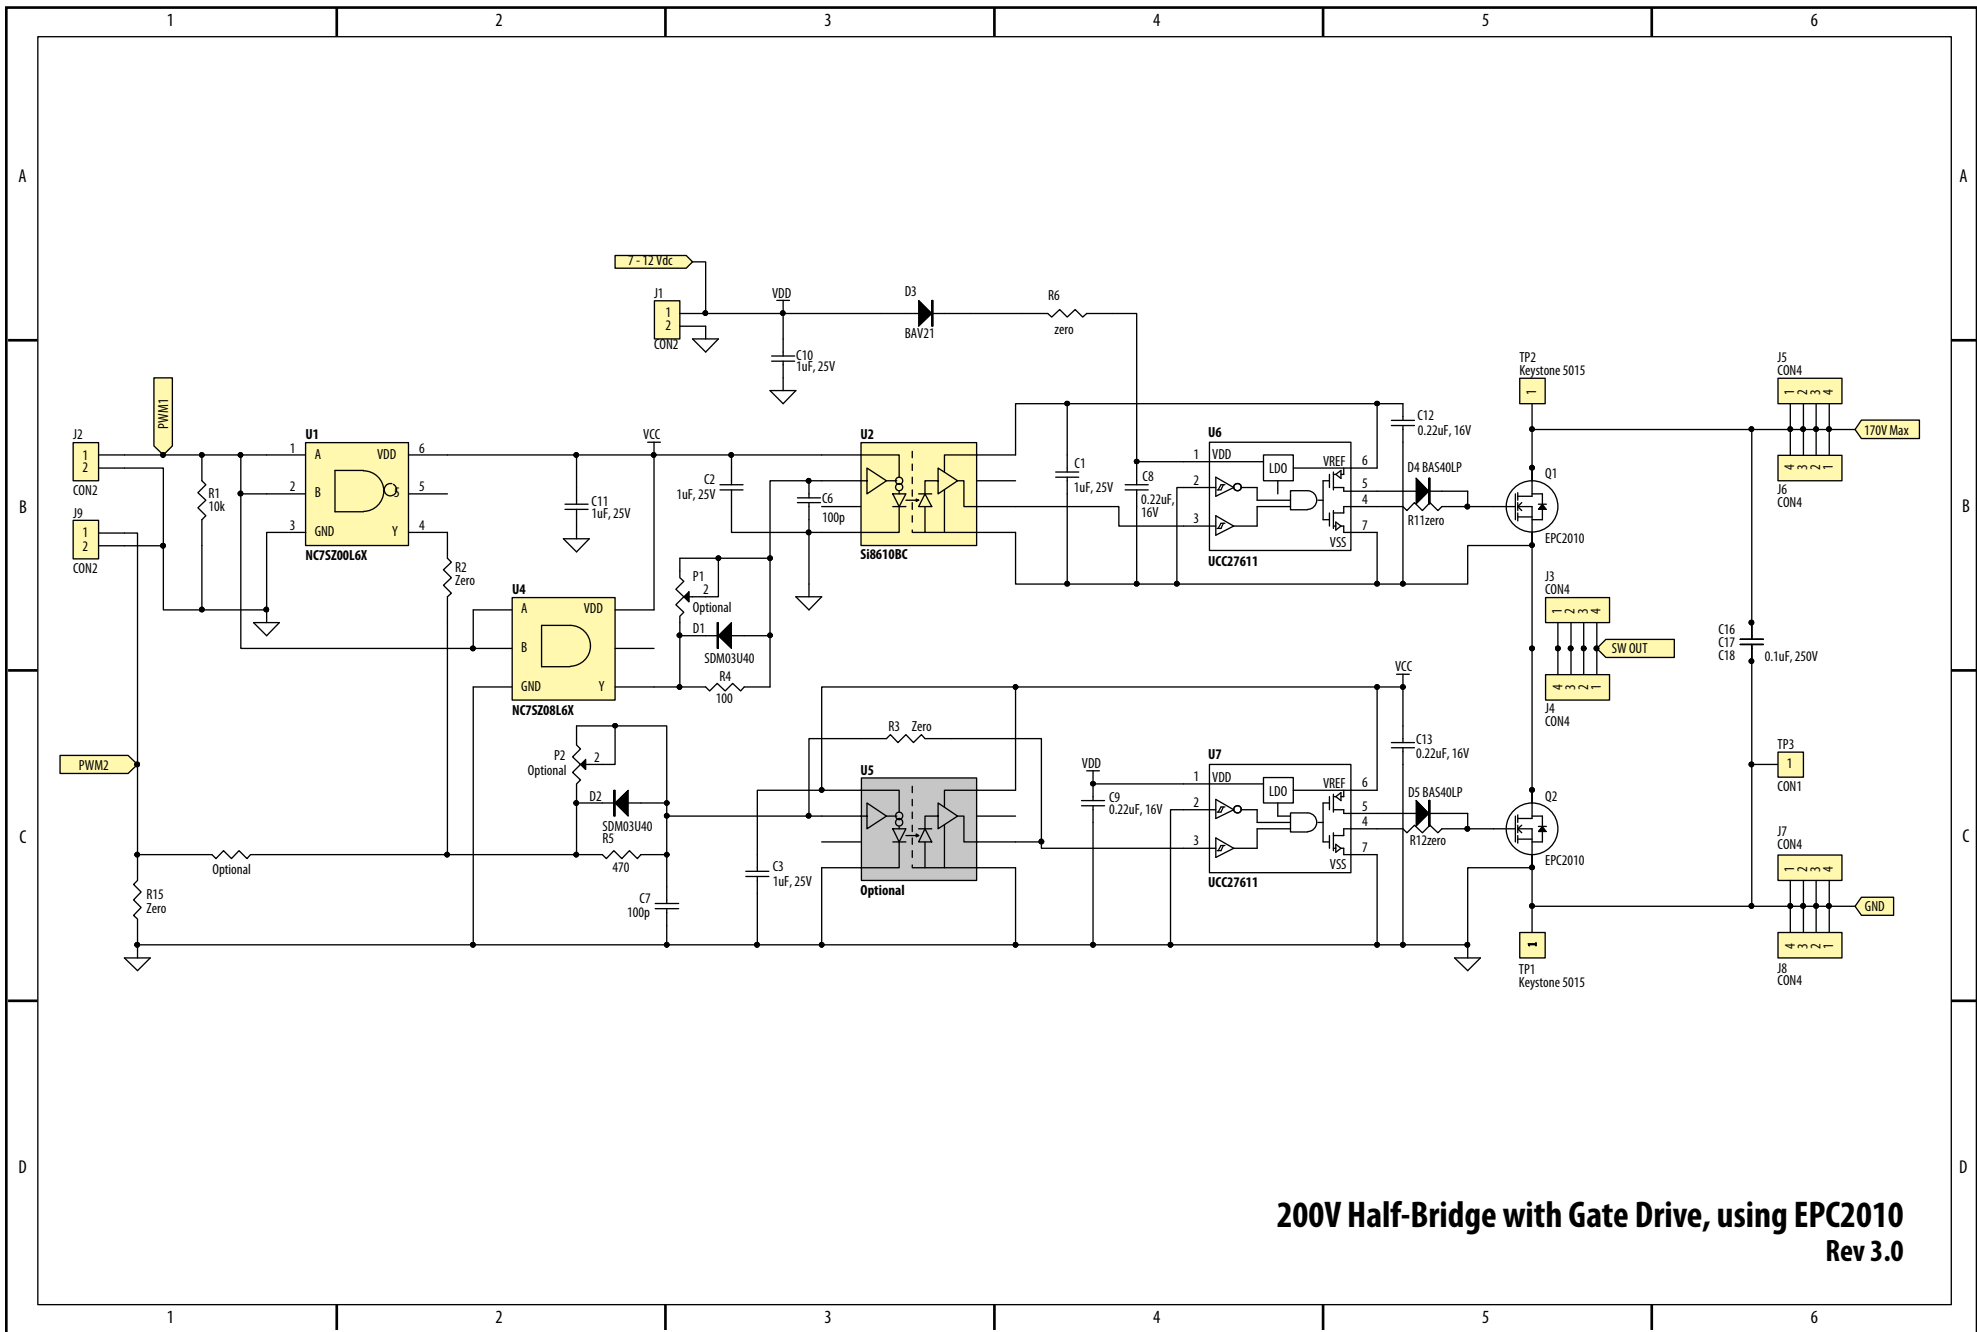 1 2 3 4 5 6
A A
7 - 12 Vdc
J1
1
2
CON2
VDD
D3
BAV21
R6
zero
C10
1uF, 25V
TP2
Keystone 5015
1
J5
CON4
1 2 3 4
170V Max
4 3 2 1
J6
CON4
B B
PWM1
J2
1
2
CON2
J9
1
2
CON2
R1
10k
U1
1 A VDD 6
2 B S 5
3 GND Y 4
NC7SZ00L6X
R2
Zero
VCC
C11
1uF, 25V
C2
1uF, 25V
C6
100p
U2
Si8610BC
C1
1uF, 25V
C8
0.22uF,
16V
U6
1 VDD LDO VREF 6
2 5
4
3 7
VSS
UCC27611
C12
0.22uF, 16V
D4 BAS40LP
R11zero
Q1
EPC2010
U4
A VDD
B
GND Y
NC7SZ08L6X
P1
2
Optional
D1
SDM03U40
R4
100
J3
CON4
1 2 3 4
SW OUT
4 3 2 1
J4
CON4
C16
C17
C18
0.1uF, 250V
C C
PWM2
P2
2
Optional
D2
SDM03U40
R5
470
R3 Zero
U5
Optional
C3
1uF, 25V
C7
100p
Optional
R15
Zero
VDD
C9
0.22uF, 16V
U7
1 VDD LDO VREF 6
2 5
4
3 7
VSS
UCC27611
VCC
C13
0.22uF, 16V
D5 BAS40LP
R12zero
Q2
EPC2010
TP3
1
CON1
J7
CON4
1 2 3 4
GND
4 3 2 1
J8
CON4
1
TP1
Keystone 5015
D D
200V Half-Bridge with Gate Drive, using EPC2010
Rev 3.0
1 2 3 4 5 6